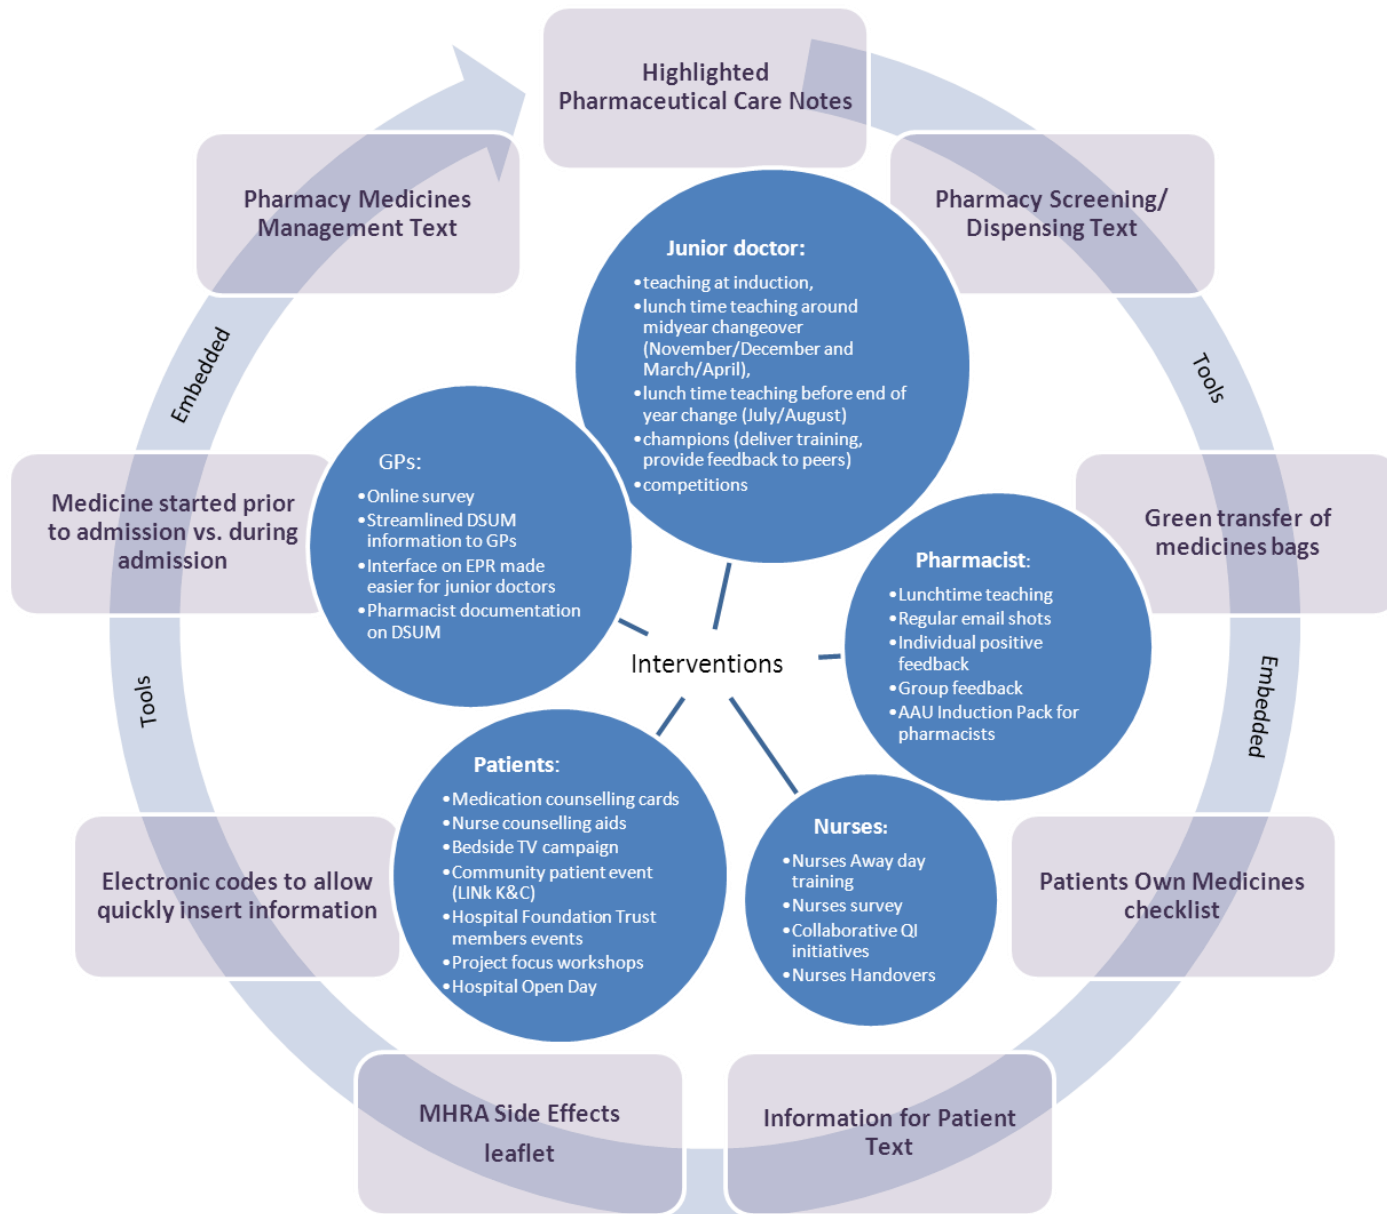 Highlighted
Pharmaceutical Care Notes
Pharmacy Screening/
Dispensing Text
Tools
Green transfer of
medicines bags
Embedded
Patients Own Medicines
checklist
Information for Patient
Text
MHRA Side Effects
leaflet
Electronic codes to allow
quickly insert information
Tools
Medicine started prior
to admission vs. during
admission
Embedded
Pharmacy Medicines
Management Text
Junior doctor:
•teaching at induction,
•lunch time teaching around
midyear changeover
(November/December and
March/April),
•lunch time teaching before end of
year change (July/August)
•champions (deliver training,
provide feedback to peers)
•competitions
Pharmacist:
•Lunchtime teaching
•Regular email shots
•Individual positive
feedback
•Group feedback
•AAU Induction Pack for
pharmacists
Nurses:
•Nurses Away day
training
•Nurses survey
•Collaborative QI
initiatives
•Nurses Handovers
Patients:
•Medication counselling cards
•Nurse counselling aids
•Bedside TV campaign
•Community patient event
(LINk K&C)
•Hospital Foundation Trust
members events
•Project focus workshops
•Hospital Open Day
GPs:
•Online survey
•Streamlined DSUM
information to GPs
•Interface on EPR made
easier for junior doctors
•Pharmacist documentation
on DSUM
Interventions